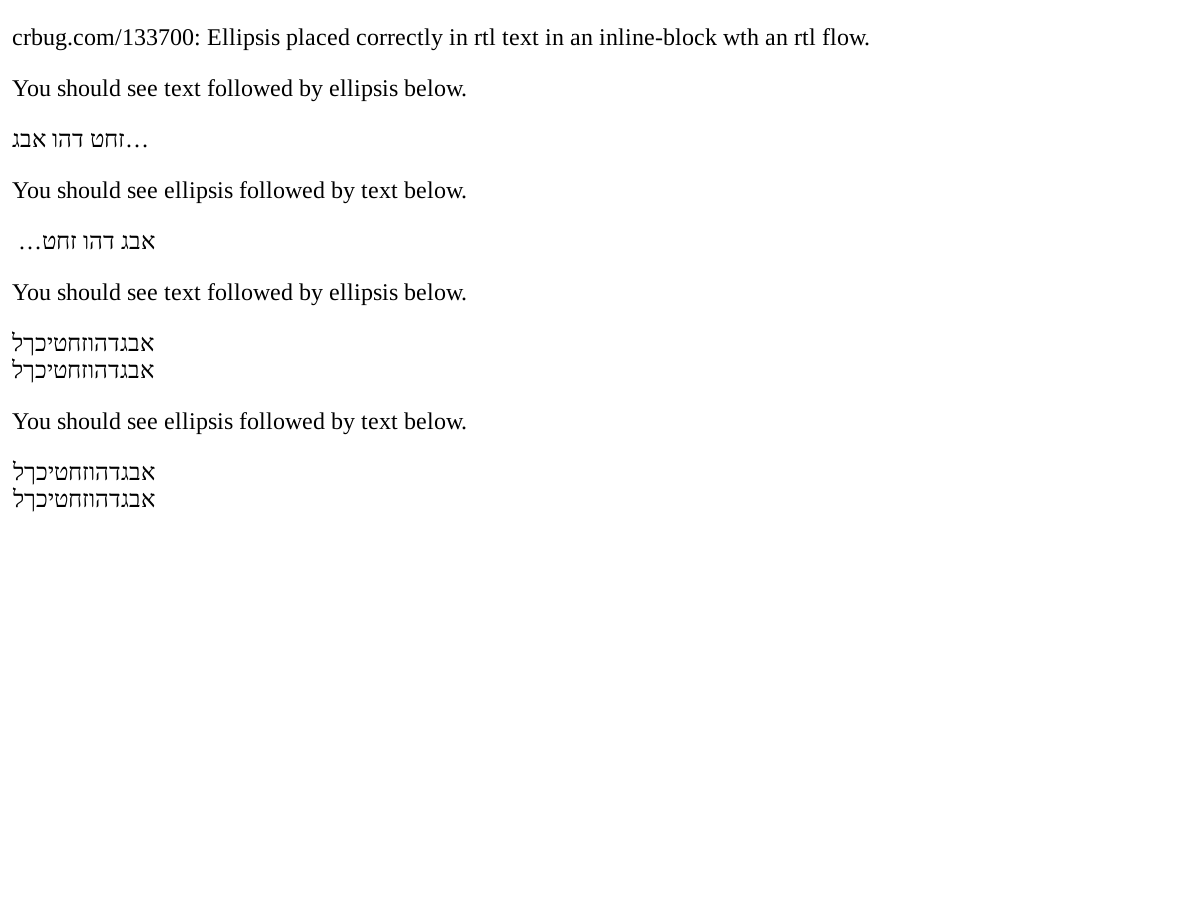 crbug.com/133700: Ellipsis placed correctly in rtl text in an inline-block wth an rtl flow.
You should see text followed by ellipsis below.
אבג דהו זחט…
You should see ellipsis followed by text below.
אבג דהו זחט…
You should see text followed by ellipsis below.
אבגדהוזחטיכךל
אבגדהוזחטיכךל
You should see ellipsis followed by text below.
אבגדהוזחטיכךל
אבגדהוזחטיכךל